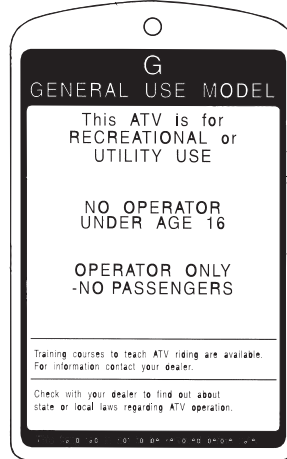 G
GENERAL USE MODEL
This ATV is for
RECREATIONAL or
UTILITY USE
NO OPERATOR
UNDER AGE 16
OPERATOR ONLY
-NO PASSENGERS
Training courses to teach ATV riding are available.
For information contact your dealer.
Check with your dealer to find out about
state or local laws regarding ATV operation.